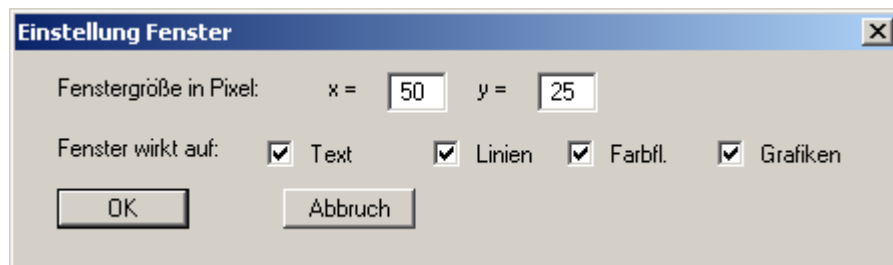 Einstellung Fenster
Fenstergröße in Pixel: x = 50 y = 25
Fenster wirkt auf: Text Linien Farbfl. Grafiken
OK Abbruch